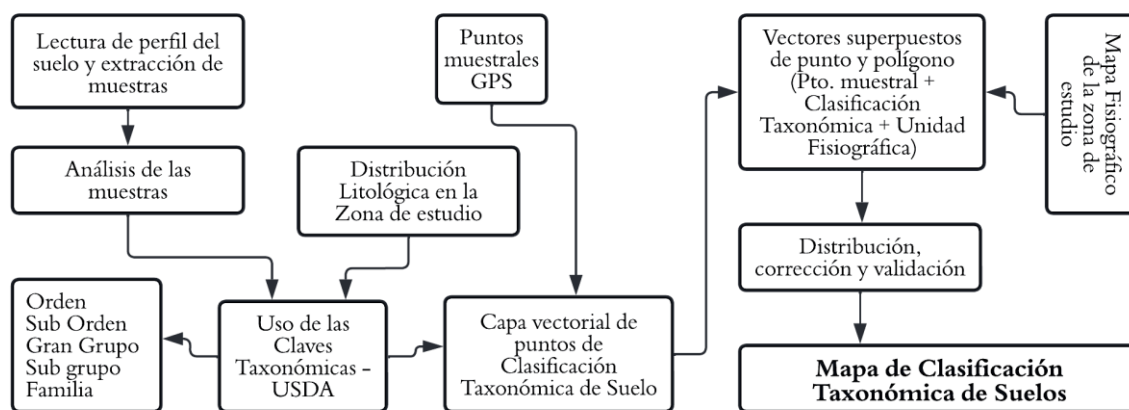 Lectura de perfil del
suelo y extracción de
muestras
Análisis de las
muestras
Puntos
muestrales
GPS
Distribución
Litológica en la
Zona de estudio
Orden
Sub Orden
Gran Grupo
Sub grupo
Familia
Uso de las
Claves
Taxonómicas -
USDA
Capa vectorial de
puntos de
Clasificación
Taxonómica de Suelo
Vectores superpuestos
de punto y polígono
(Pto. muestral +
Clasificación
Taxonómica + Unidad
Fisiográfica)
Mapa Fisiográfico
de la zona de
estudio
Distribución,
corrección y validación
Mapa de Clasificación
Taxonómica de Suelos